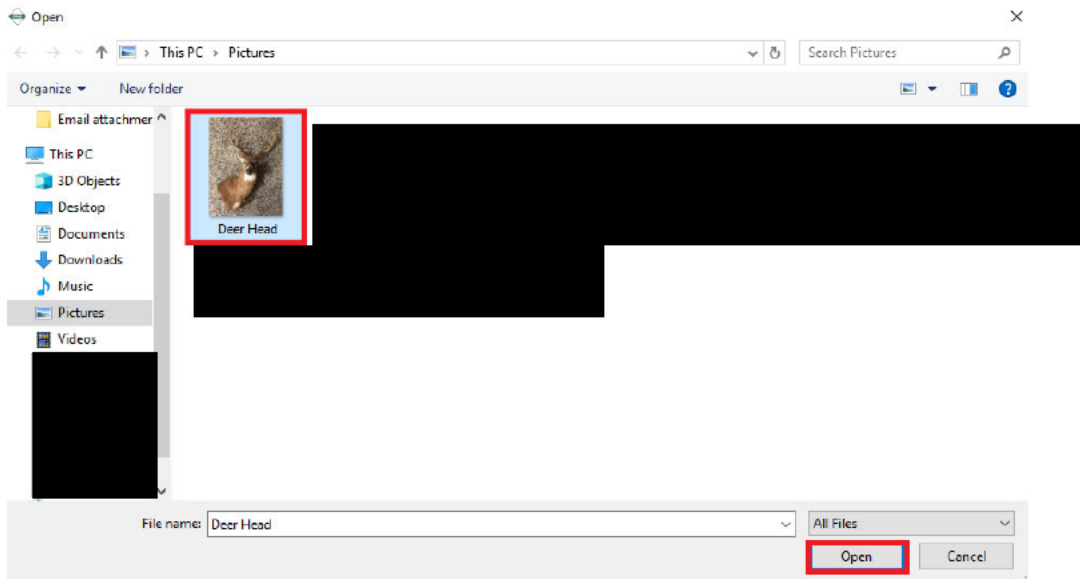 Open
This PC > Pictures
Search Pictures
Organize
New folder
Email attachmer
This PC
3D Objects
Desktop
Documents
Downloads
Music
Pictures
Videos
Deer Head
File name: Deer Head
All Files
Open
Cancel